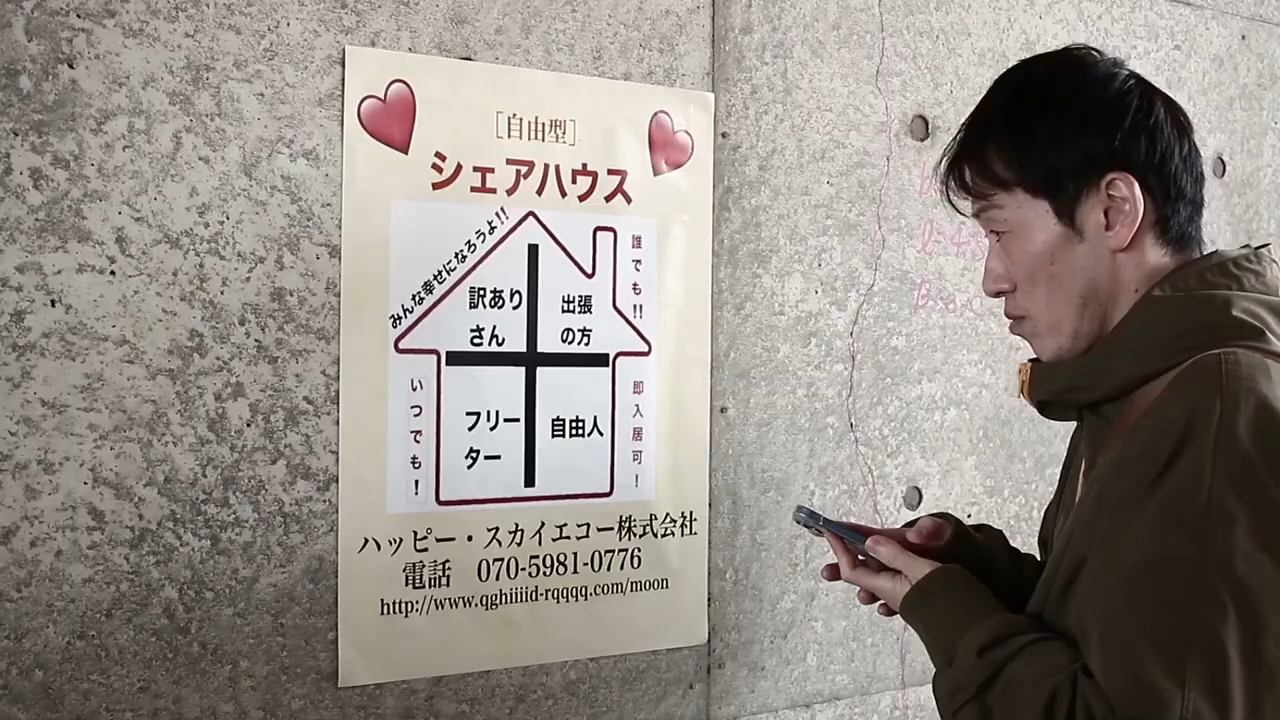 ［自由型］
シェアハウス
みんな幸せになろうよ!!
誰でも!!
訳あり
さん
出張
の方
いつでも!
フリー
ター
自由人
即入居可!
ハッピー・スカイエコー株式会社
電話 070-5981-0776
http://www.qghiiiid-rqqqq.com/moon